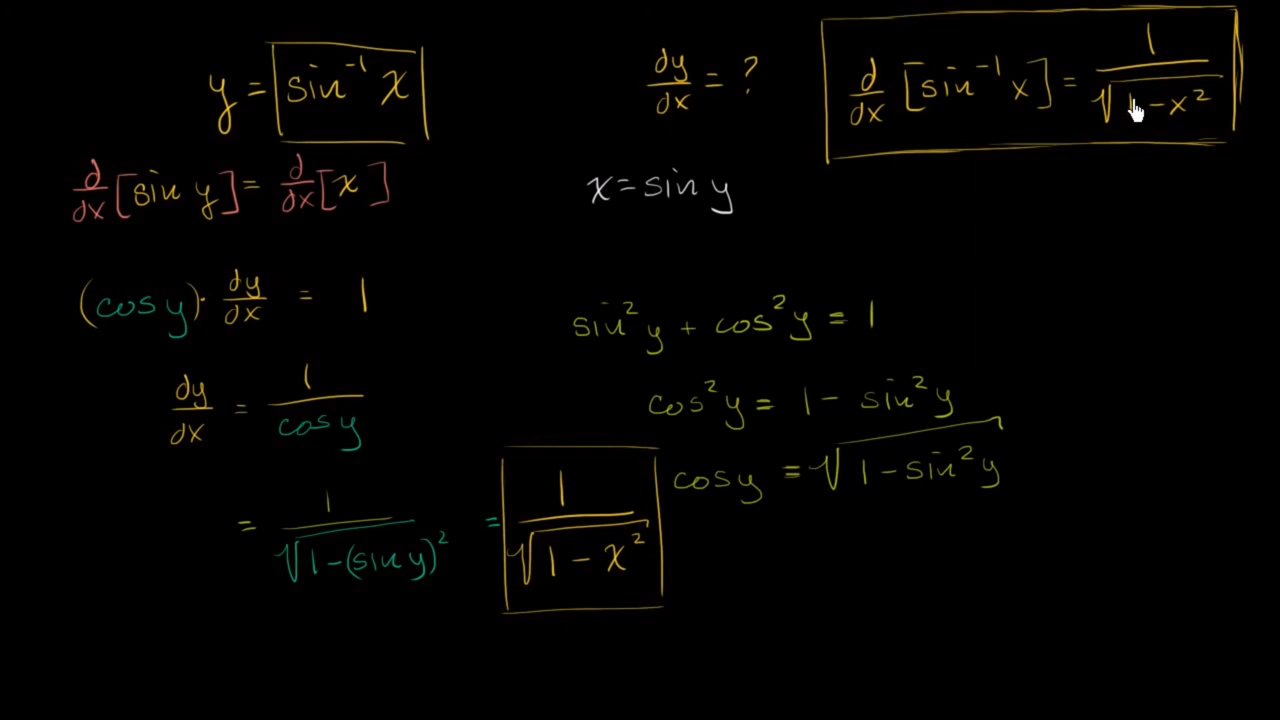 y = sin⁻¹ x
dy/dx = ?
d/dx [sin⁻¹ x] = 1/√(1-x²)
d/dx [sin y] = d/dx [x]
x = sin y
(cos y) · dy/dx = 1
sin²y + cos²y = 1
dy/dx = 1/cos y
cos²y = 1 - sin²y
cos y = √(1 - sin²y)
= 1/√(1-(sin y)²) = 1/√(1 - x²)